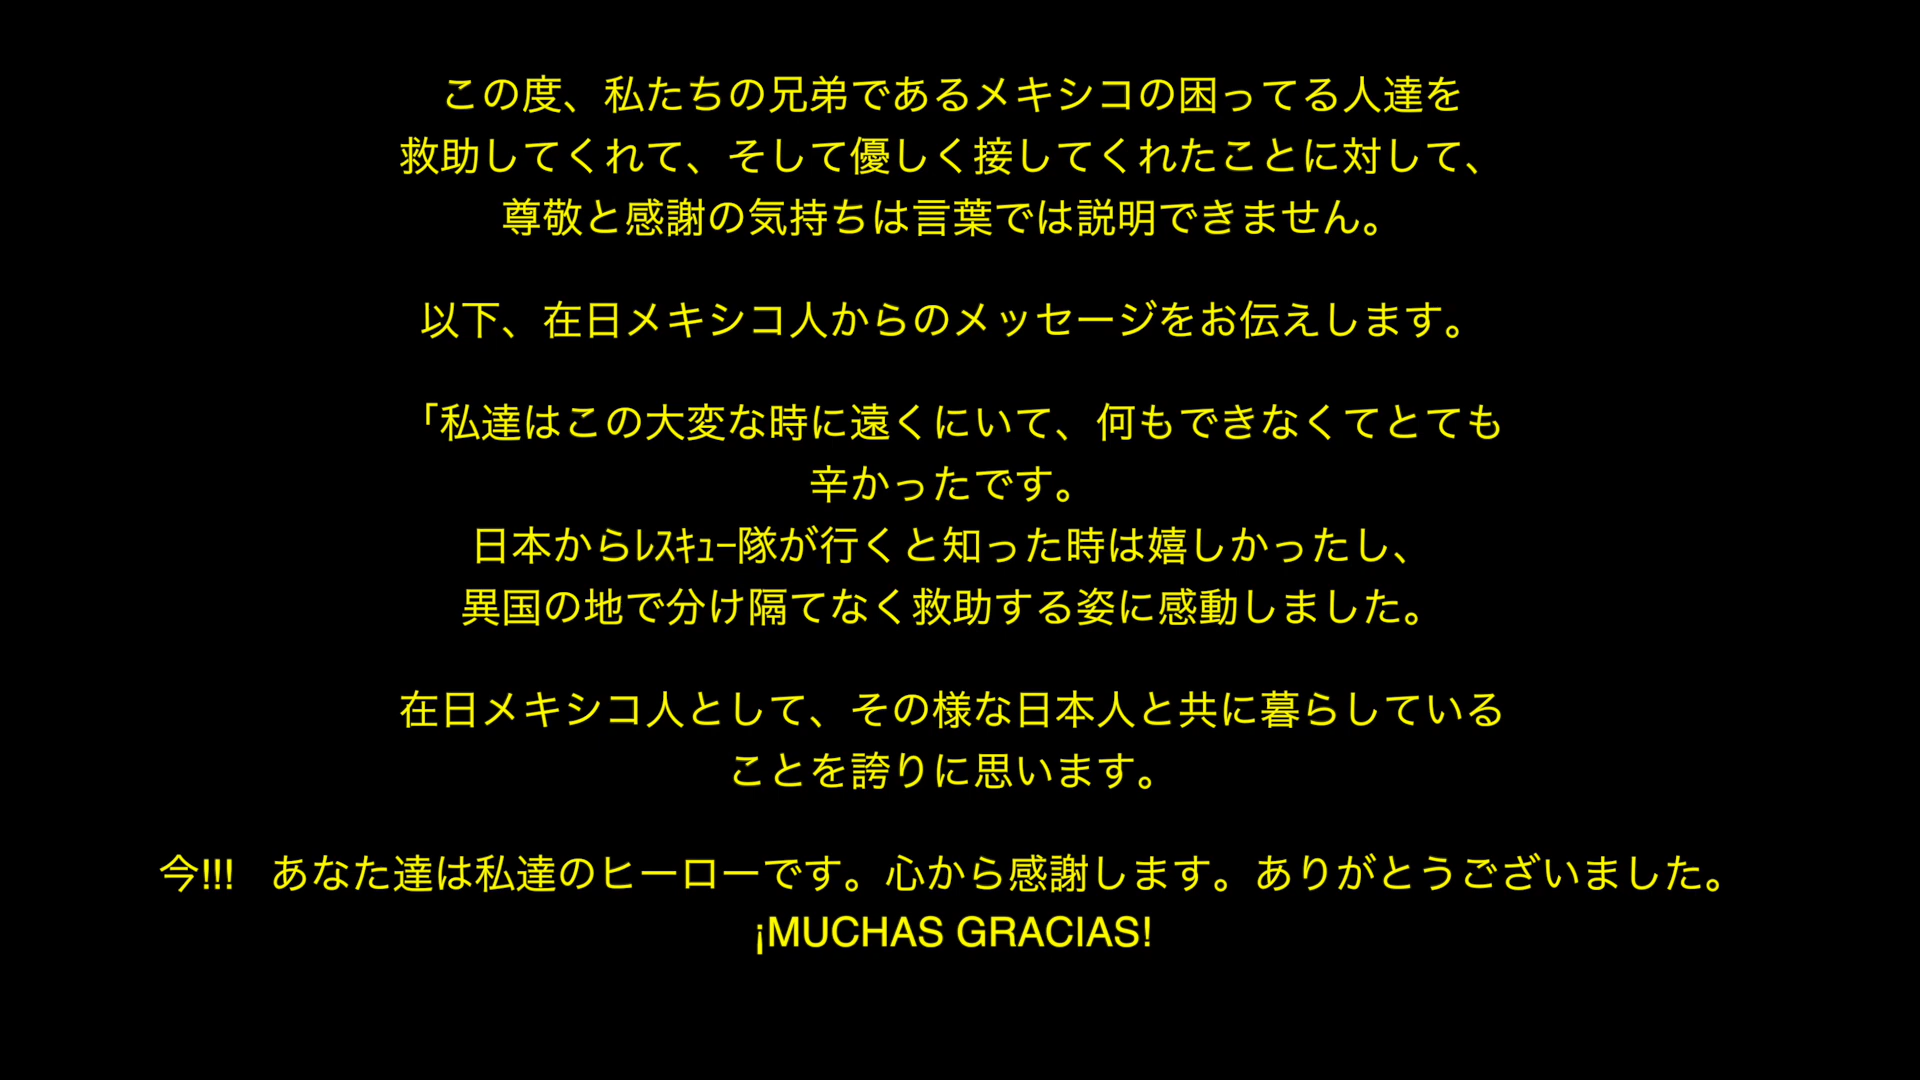 この度、私たちの兄弟であるメキシコの困ってる人達を
救助してくれて、そして優しく接してくれたことに対して、
尊敬と感謝の気持ちは言葉では説明できません。
以下、在日メキシコ人からのメッセージをお伝えします。
「私達はこの大変な時に遠くにいて、何もできなくてとても
辛かったです。
日本からﾚｽｷｭｰ隊が行くと知った時は嬉しかったし、
異国の地で分け隔てなく救助する姿に感動しました。
在日メキシコ人として、その様な日本人と共に暮らしている
ことを誇りに思います。
今!!!　あなた達は私達のヒーローです。心から感謝します。ありがとうございました。
¡MUCHAS GRACIAS!